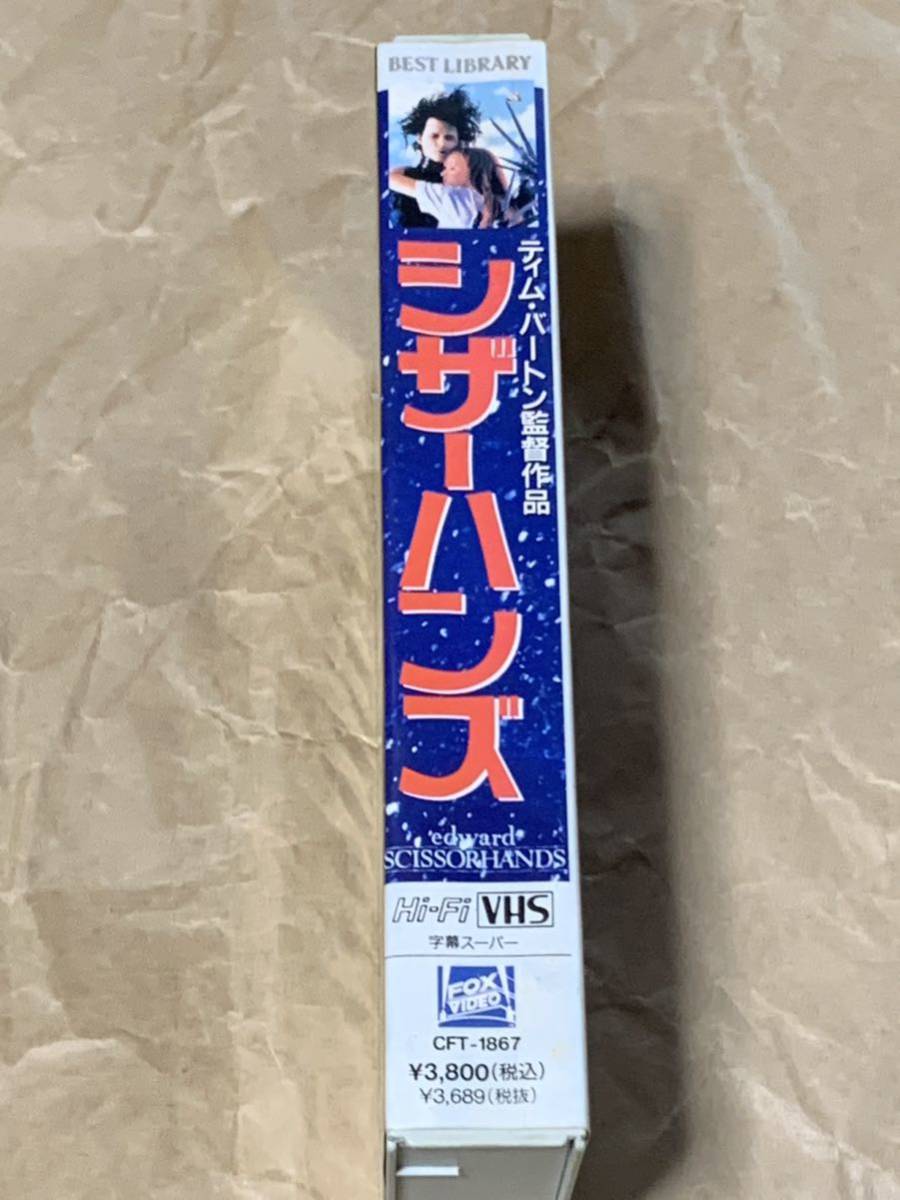 BEST LIBRARY
ティム・バートン監督作品
シザーハンズ
edward
SCISSORHANDS
Hi-Fi VHS
字幕スーパー
FOX
VIDEO
CFT-1867
¥3,800(税込)
¥3,689(税抜)